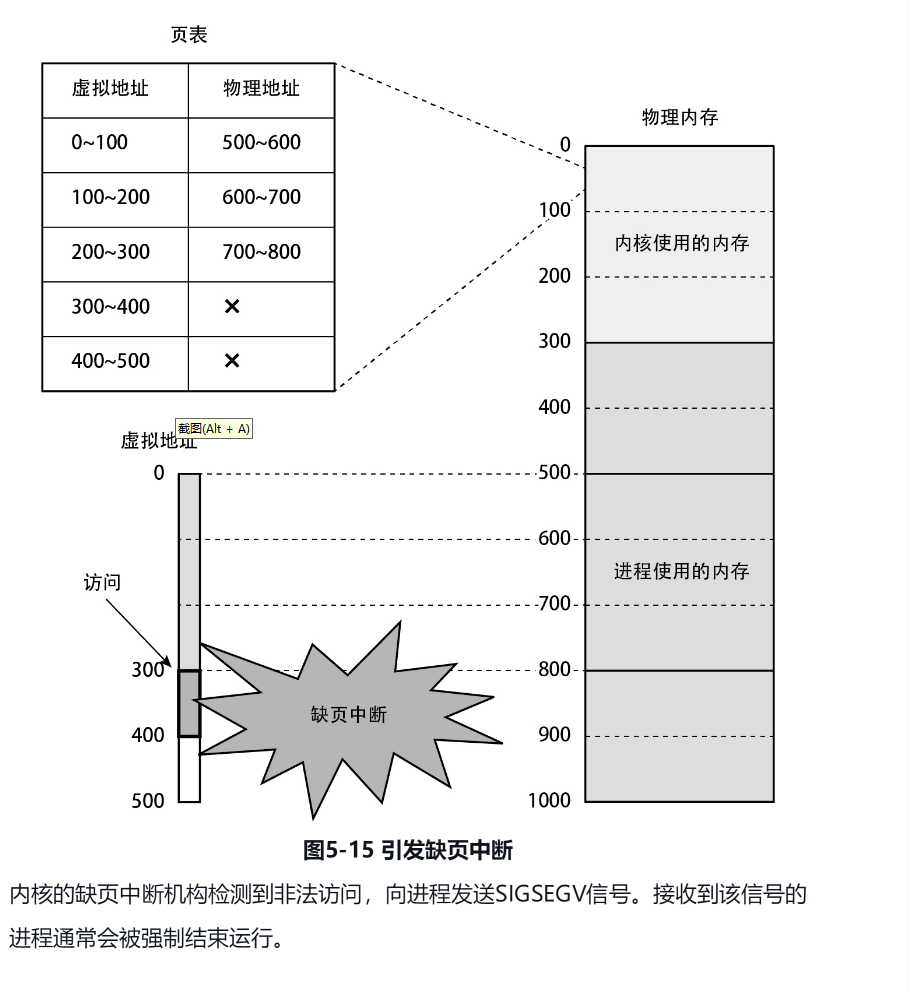 页表
虚拟地址 物理地址
0~100 500~600
100~200 600~700
200~300 700~800
300~400 ×
400~500 ×
物理内存
0
100
内核使用的内存
200
300
400
500
600
进程使用的内存
700
800
900
1000
截图(Alt + A)
虚拟地址
0
访问
300
400
500
缺页中断
图5-15 引发缺页中断
内核的缺页中断机构检测到非法访问，向进程发送SIGSEGV信号。接收到该信号的
进程通常会被强制结束运行。